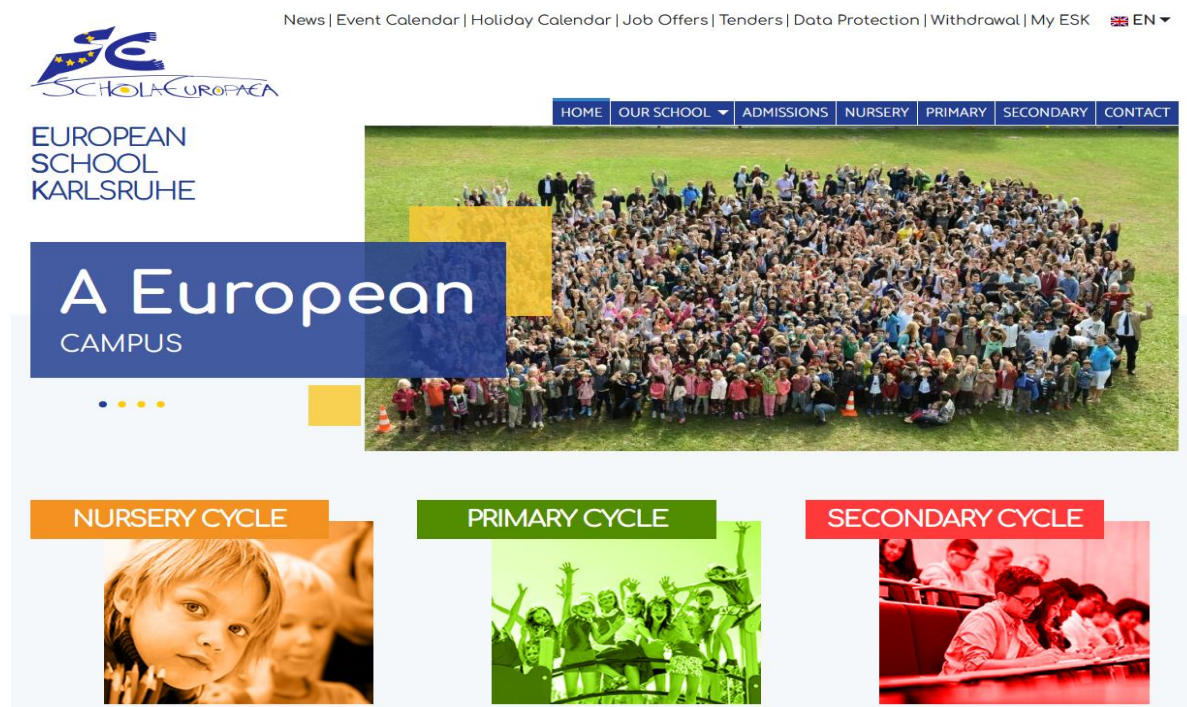 News | Event Calendar | Holiday Calendar | Job Offers | Tenders | Data Protection | Withdrawal | My ESK EN
SCHOLA EUROPAEA
HOME OUR SCHOOL ADMISSIONS NURSERY PRIMARY SECONDARY CONTACT
EUROPEAN
SCHOOL
KARLSRUHE
A European
CAMPUS
NURSERY CYCLE PRIMARY CYCLE SECONDARY CYCLE